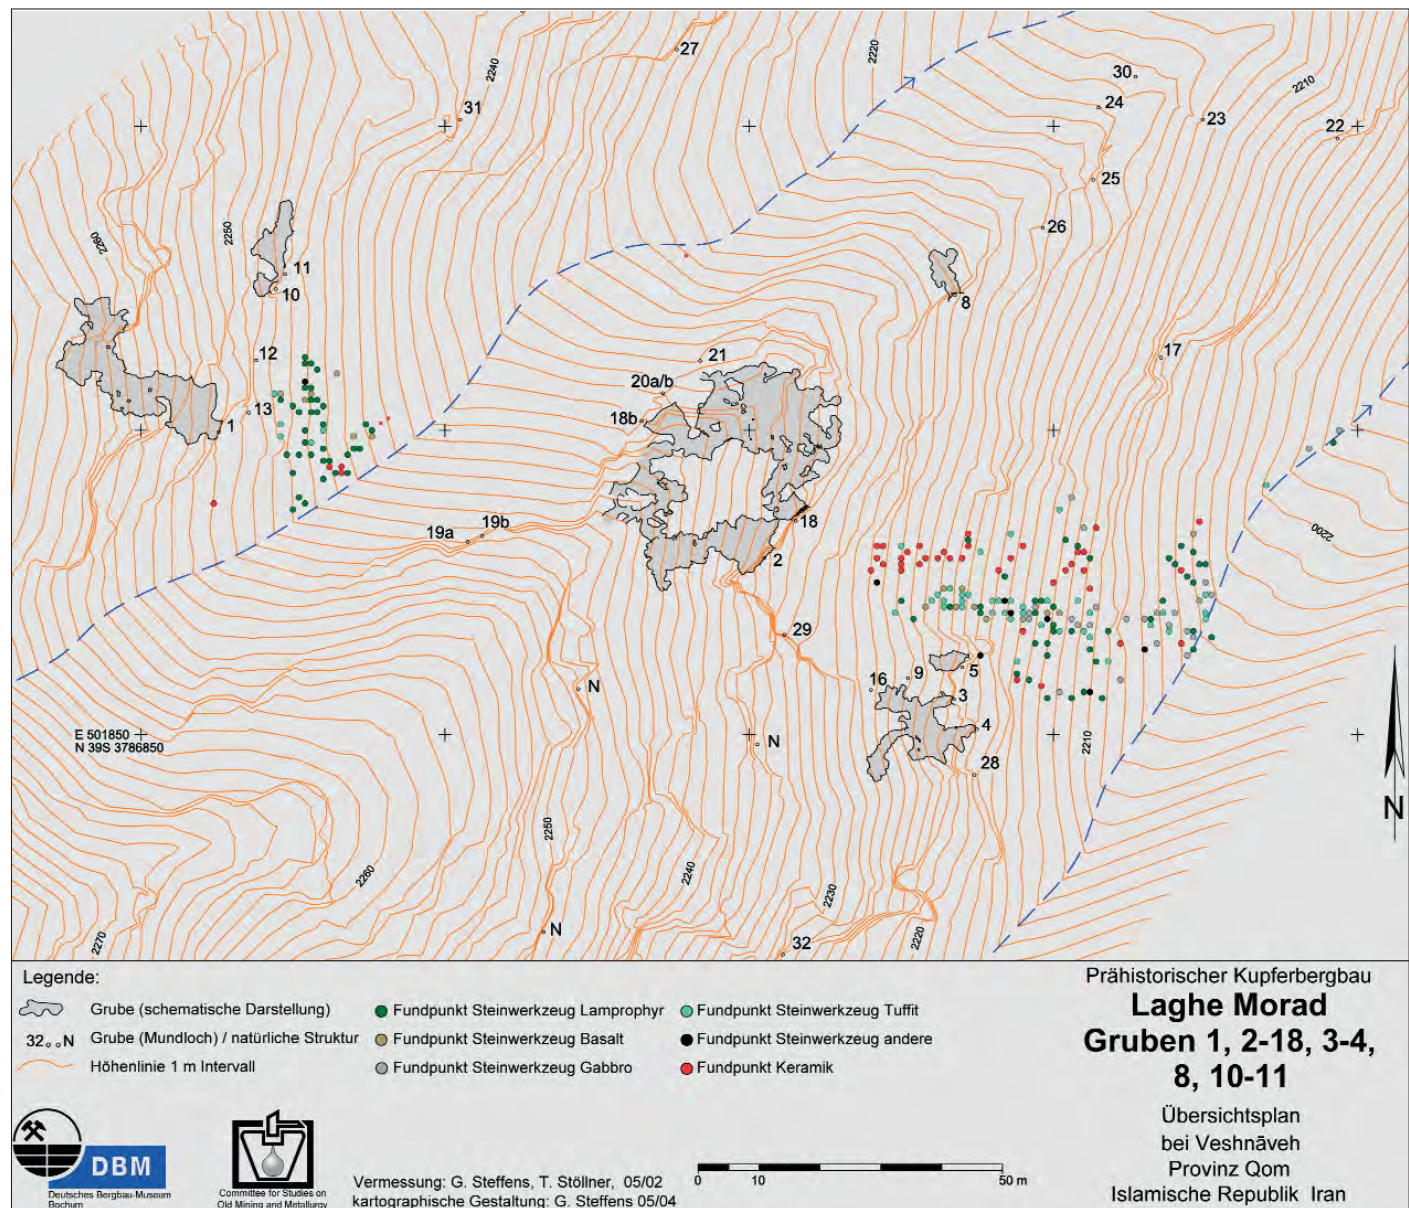 27
2220
2240
30
24
2210
31
23
22
25
26
2260
2250
11
10
8
12
21
17
20a/b
13
18b
1
19a
19b
18
2
2200
29
N
16
9
5
3
4
E 501850
N 39S 3786850
N
2210
28
N
2250
2260
2240
2230
2270
N
32
2220
Legende:
Grube (schematische Darstellung)
32 N Grube (Mundloch) / natürliche Struktur
Höhenlinie 1 m Intervall
Fundpunkt Steinwerkzeug Lamprophyr
Fundpunkt Steinwerkzeug Basalt
Fundpunkt Steinwerkzeug Gabbro
Fundpunkt Steinwerkzeug Tuffit
Fundpunkt Steinwerkzeug andere
Fundpunkt Keramik
Prähistorischer Kupferbergbau
Laghe Morad
Gruben 1, 2-18, 3-4,
8, 10-11
Übersichtsplan
bei Veshnāveh
Provinz Qom
Islamische Republik Iran
DBM
Deutsches Bergbau-Museum
Bochum
Committee for Studies on
Old Mining and Metallurgy
Vermessung: G. Steffens, T. Stöllner, 05/02
kartographische Gestaltung: G. Steffens 05/04
0 10 50 m